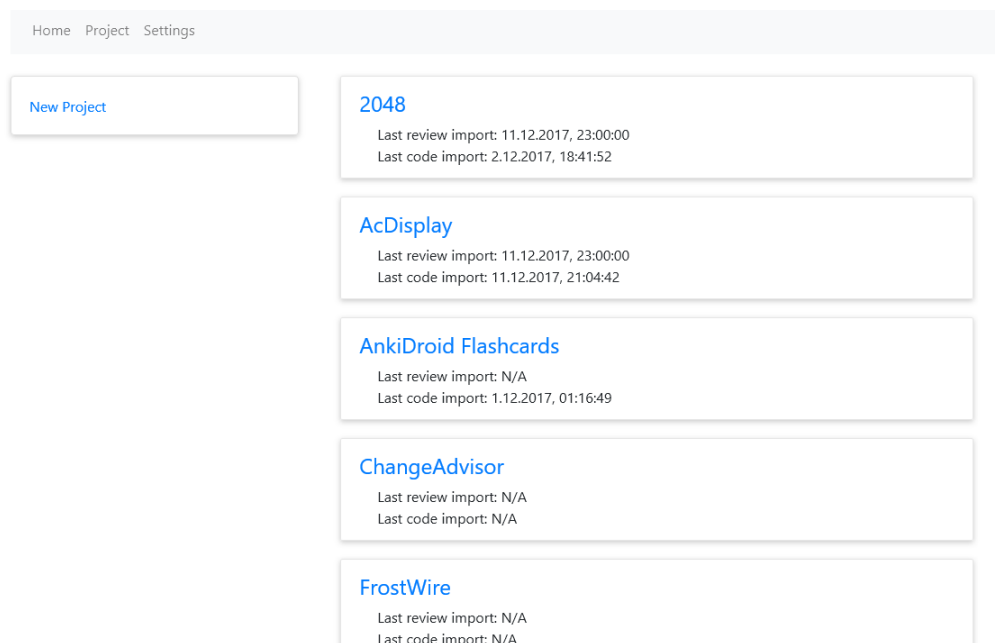 Home Project Settings
New Project
2048
Last review import: 11.12.2017, 23:00:00
Last code import: 2.12.2017, 18:41:52
AcDisplay
Last review import: 11.12.2017, 23:00:00
Last code import: 11.12.2017, 21:04:42
AnkiDroid Flashcards
Last review import: N/A
Last code import: 1.12.2017, 01:16:49
ChangeAdvisor
Last review import: N/A
Last code import: N/A
FrostWire
Last review import: N/A
Last code import: N/A